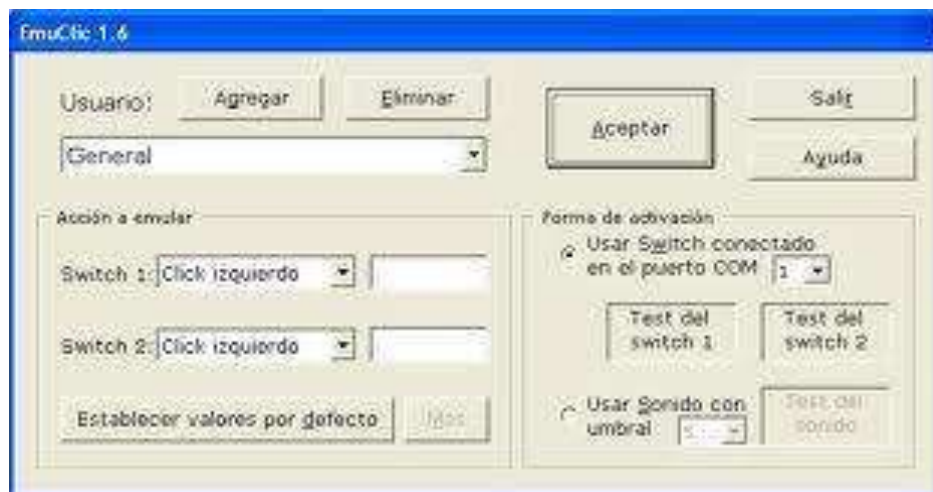 EmuClic 1.6
Usuario:
Agregar
Eliminar
General
Aceptar
Salir
Ayuda
Acción a emular
Switch 1:
Click izquierdo
Switch 2:
Click izquierdo
Establecer valores por defecto
Mas
Forma de activación
Usar Switch conectado
en el puerto COM
1
Test del
switch 1
Test del
switch 2
Usar Sonido con
umbral
Test del
sonido